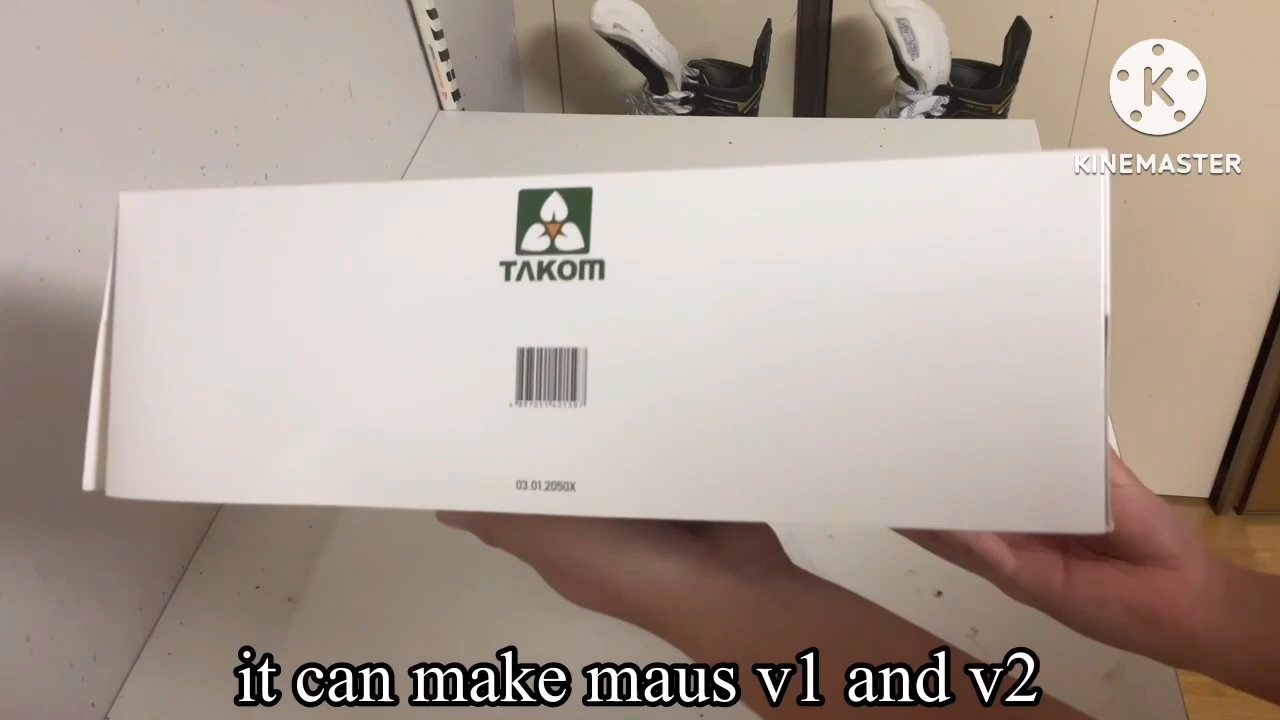 K
KINEMASTER
TAKOM
03.01.2050X
it can make maus v1 and v2